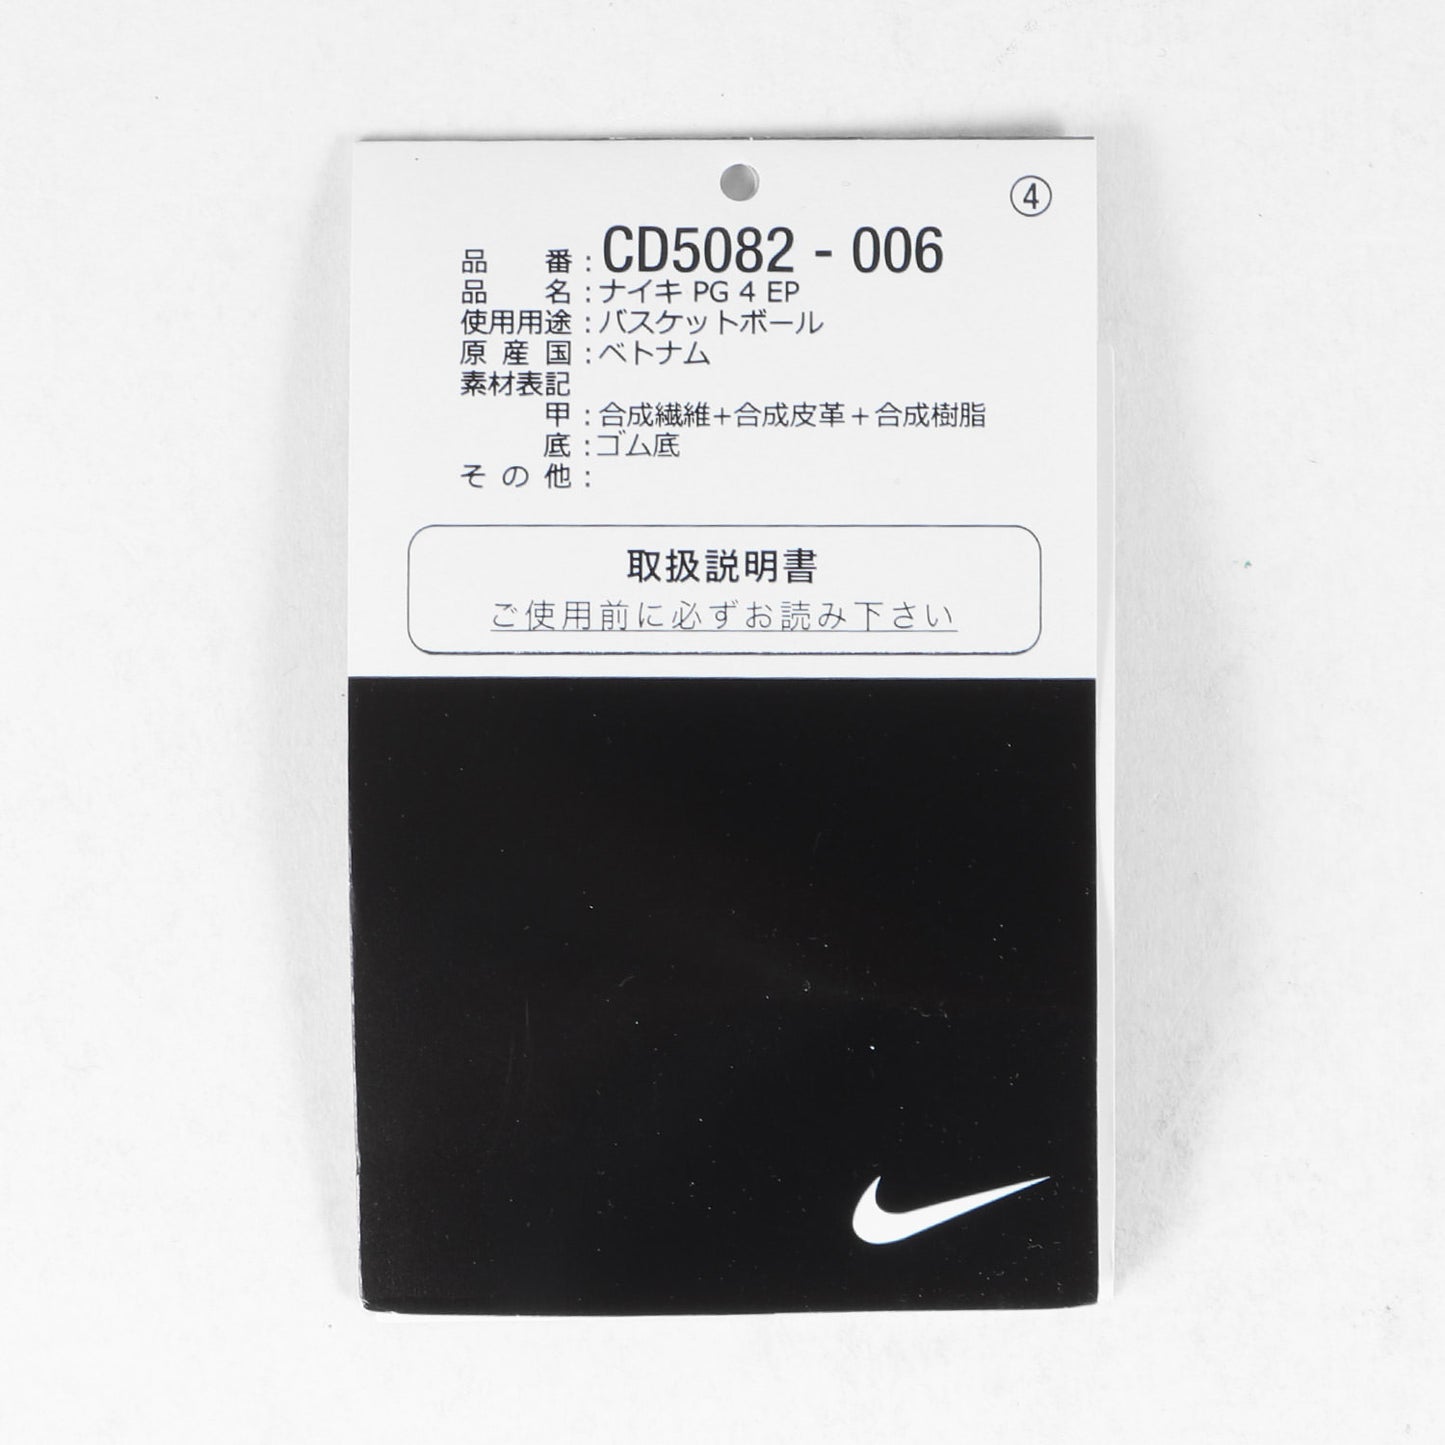 ④
品番:CD5082 - 006
品名:ナイキ PG 4 EP
使用用途:バスケットボール
原産国:ベトナム
素材表記
甲:合成繊維+合成皮革+合成樹脂
底:ゴム底
その他:
取扱説明書
ご使用前に必ずお読み下さい